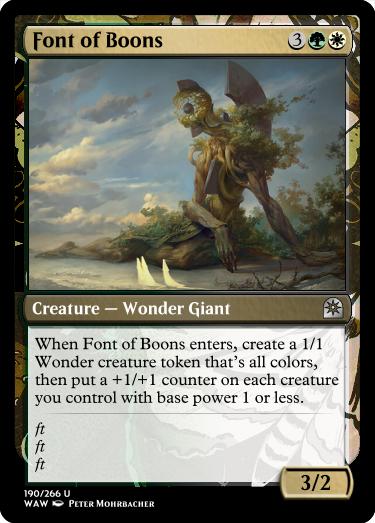 Font of Boons 3
Creature — Wonder Giant
When Font of Boons enters, create a 1/1
Wonder creature token that's all colors,
then put a +1/+1 counter on each creature
you control with base power 1 or less.
ft
ft
ft
3/2
190/266 U
WAW Peter Mohrbacher